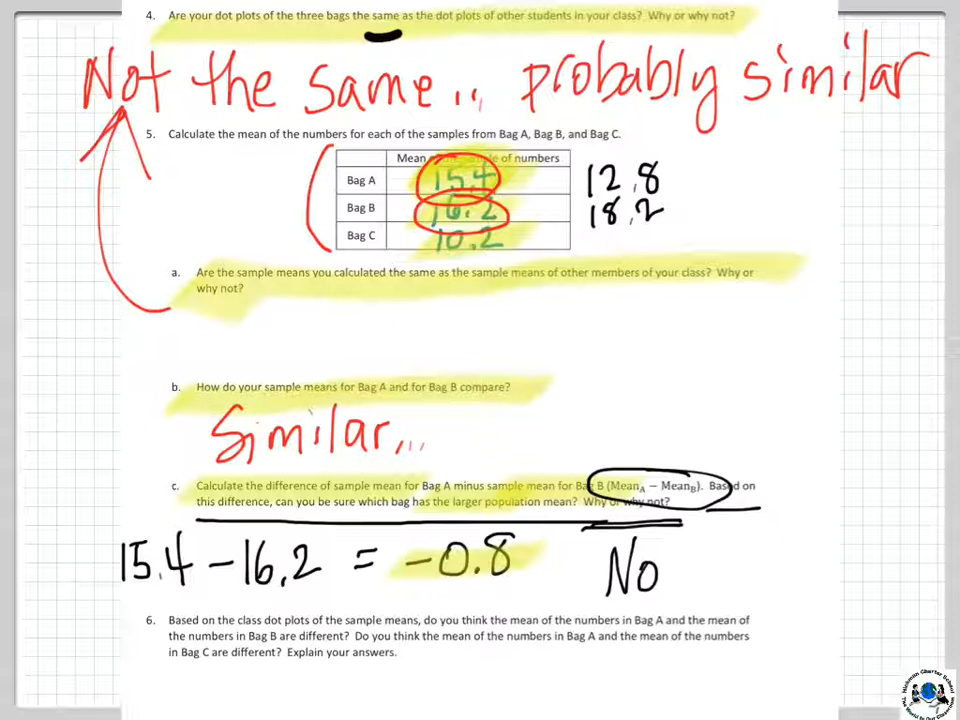 4. Are your dot plots of the three bags the same as the dot plots of other students in your class? Why or why not?
Not the same... probably similar
5. Calculate the mean of the numbers for each of the samples from Bag A, Bag B, and Bag C.
Mean of numbers
Bag A 15.4 12.8
Bag B 16.2 18.2
Bag C 10.2
a. Are the sample means you calculated the same as the sample means of other members of your class? Why or
why not?
b. How do your sample means for Bag A and for Bag B compare?
Similar...
c. Calculate the difference of sample mean for Bag A minus sample mean for Bag B (Mean_A − Mean_B). Based on
this difference, can you be sure which bag has the larger population mean? Why or why not?
15.4 − 16.2 = −0.8 No
6. Based on the class dot plots of the sample means, do you think the mean of the numbers in Bag A and the mean of
the numbers in Bag B are different? Do you think the mean of the numbers in Bag A and the mean of the numbers
in Bag C are different? Explain your answers.
Hickman Charter School